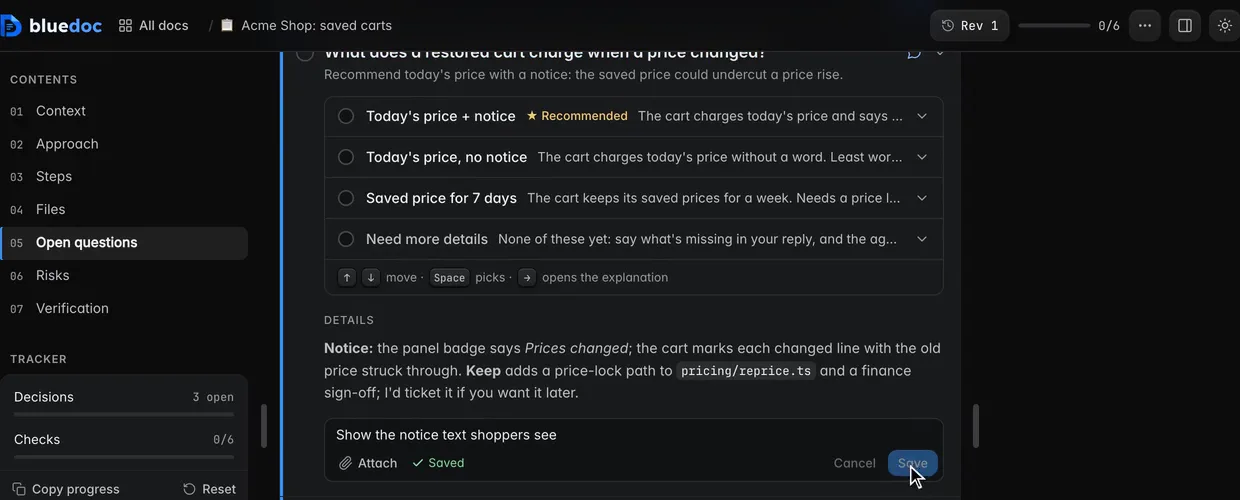 bluedoc All docs / Acme Shop: saved carts Rev 1 0/6
CONTENTS
01 Context
02 Approach
03 Steps
04 Files
05 Open questions
06 Risks
07 Verification
TRACKER
Decisions 3 open
Checks 0/6
Copy progress Reset
What does a restored cart charge when a price changed?
Recommend today's price with a notice: the saved price could undercut a price rise.
Today's price + notice ★ Recommended The cart charges today's price and says ...
Today's price, no notice The cart charges today's price without a word. Least wor...
Saved price for 7 days The cart keeps its saved prices for a week. Needs a price l...
Need more details None of these yet: say what's missing in your reply, and the ag...
↑ ↓ move · Space picks · → opens the explanation
DETAILS
Notice: the panel badge says Prices changed; the cart marks each changed line with the old
price struck through. Keep adds a price-lock path to pricing/reprice.ts and a finance
sign-off; I'd ticket it if you want it later.
Show the notice text shoppers see
Attach ✓ Saved Cancel Save